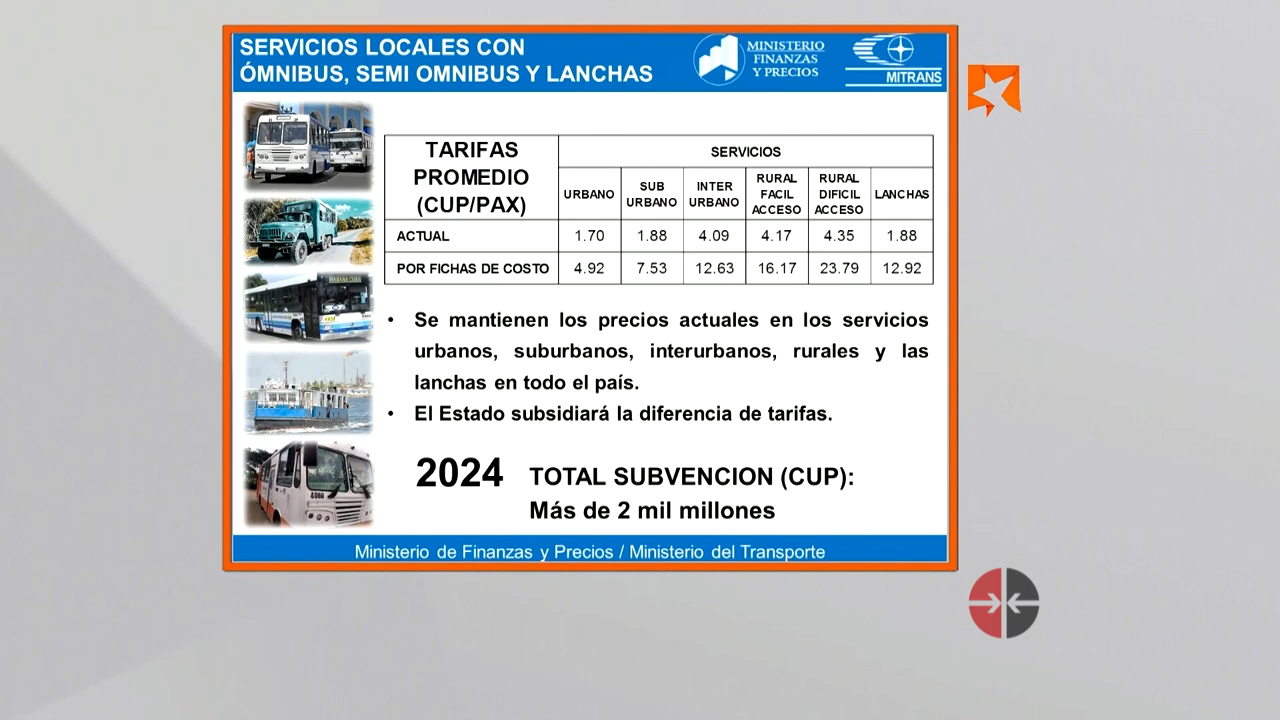 SERVICIOS LOCALES CON
ÓMNIBUS, SEMI OMNIBUS Y LANCHAS
MINISTERIO
FINANZAS
Y PRECIOS
MITRANS
TARIFAS
PROMEDIO
(CUP/PAX)
SERVICIOS
URBANO
SUB
URBANO
INTER
URBANO
RURAL
FACIL
ACCESO
RURAL
DIFICIL
ACCESO
LANCHAS
ACTUAL 1.70 1.88 4.09 4.17 4.35 1.88
POR FICHAS DE COSTO 4.92 7.53 12.63 16.17 23.79 12.92
• Se mantienen los precios actuales en los servicios
urbanos, suburbanos, interurbanos, rurales y las
lanchas en todo el país.
• El Estado subsidiará la diferencia de tarifas.
2024 TOTAL SUBVENCION (CUP):
Más de 2 mil millones
Ministerio de Finanzas y Precios / Ministerio del Transporte